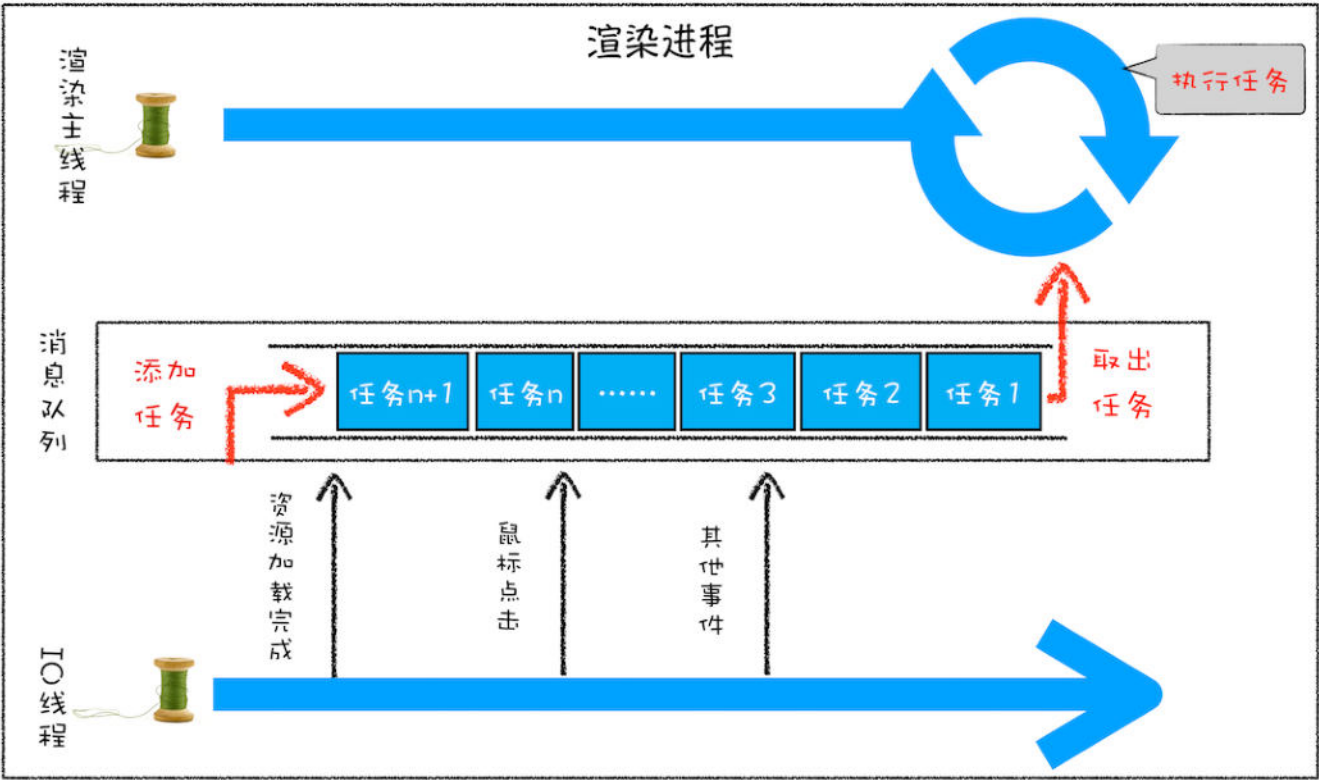 渲染进程
渲染主线程
执行任务
消息队列
添加
任务
任务n+1
任务n
……
任务3
任务2
任务1
取出
任务
资源加载完成
鼠标点击
其他事件
IO线程